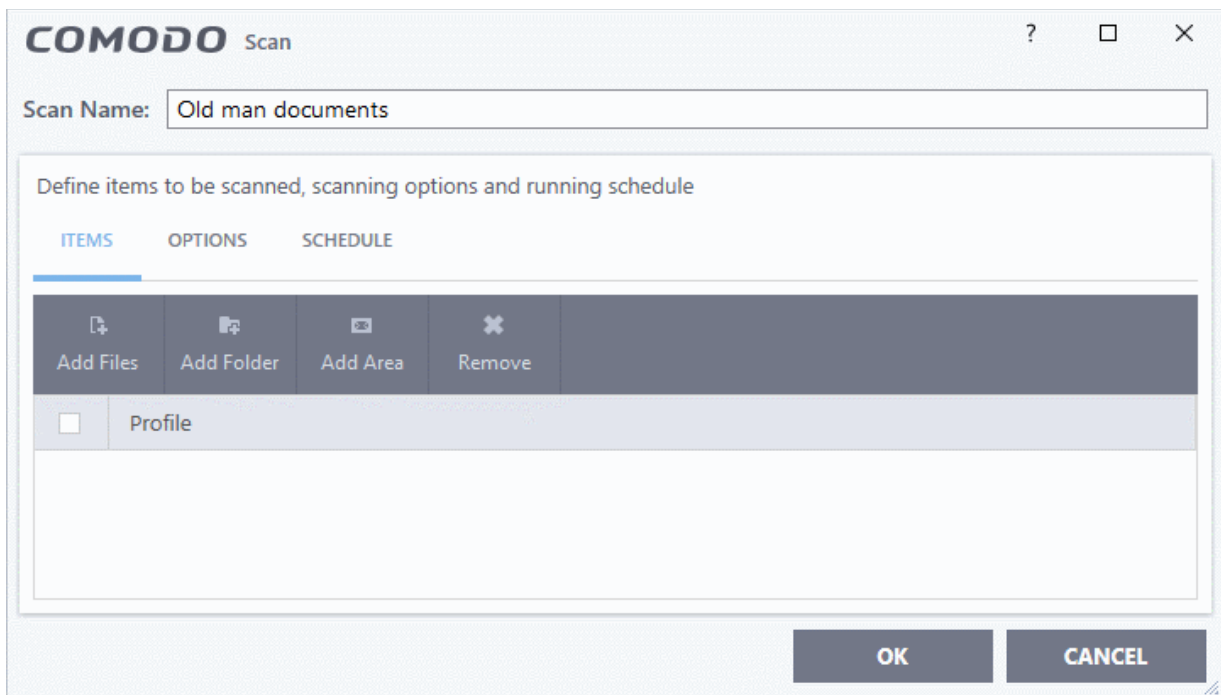 COMODO Scan ?
Scan Name: Old man documents
Define items to be scanned, scanning options and running schedule
ITEMS OPTIONS SCHEDULE
Add Files Add Folder Add Area Remove
Profile
OK CANCEL